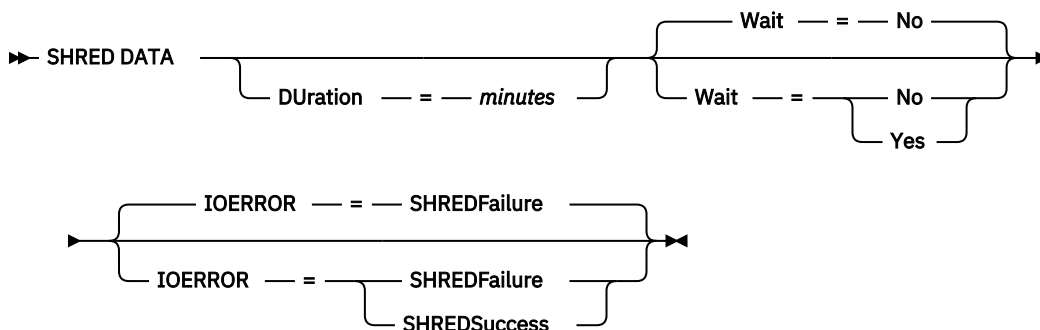 Wait = No
SHRED DATA
DUration = minutes Wait = No
Yes
IOERROR = SHREDFailure
IOERROR = SHREDFailure
SHREDSuccess